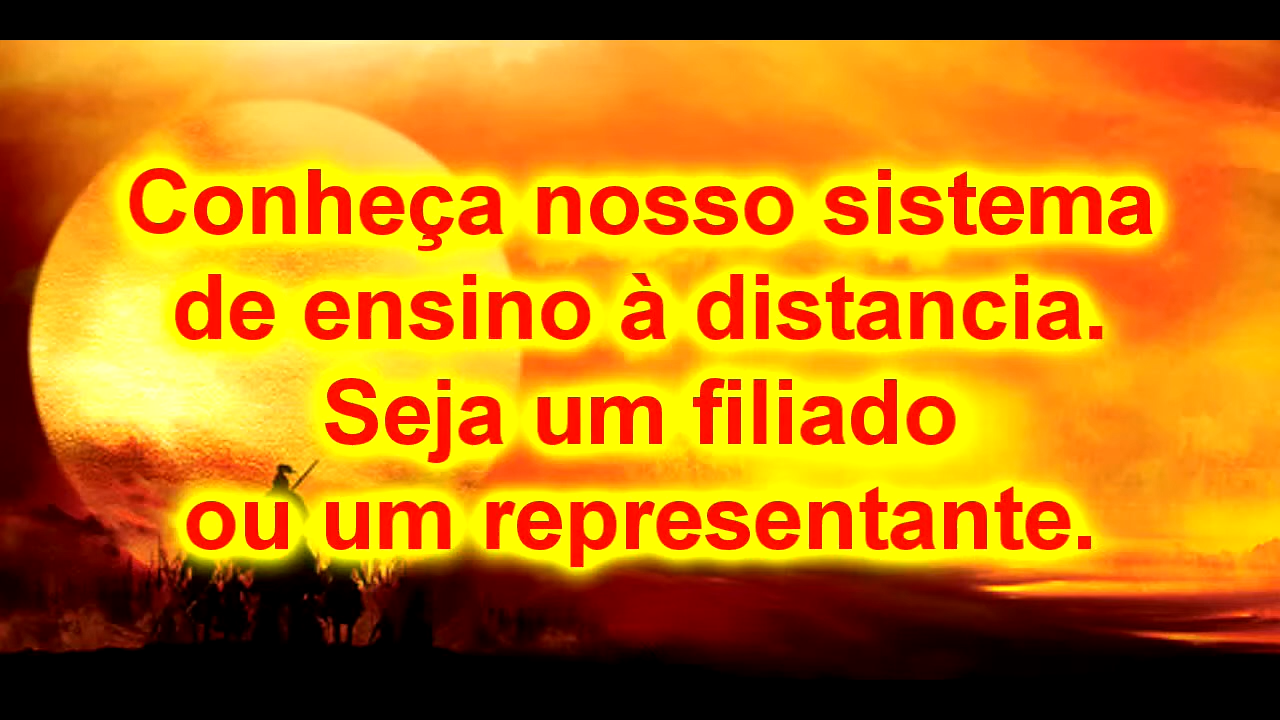 Conheça nosso sistema
de ensino à distancia.
Seja um filiado
ou um representante.